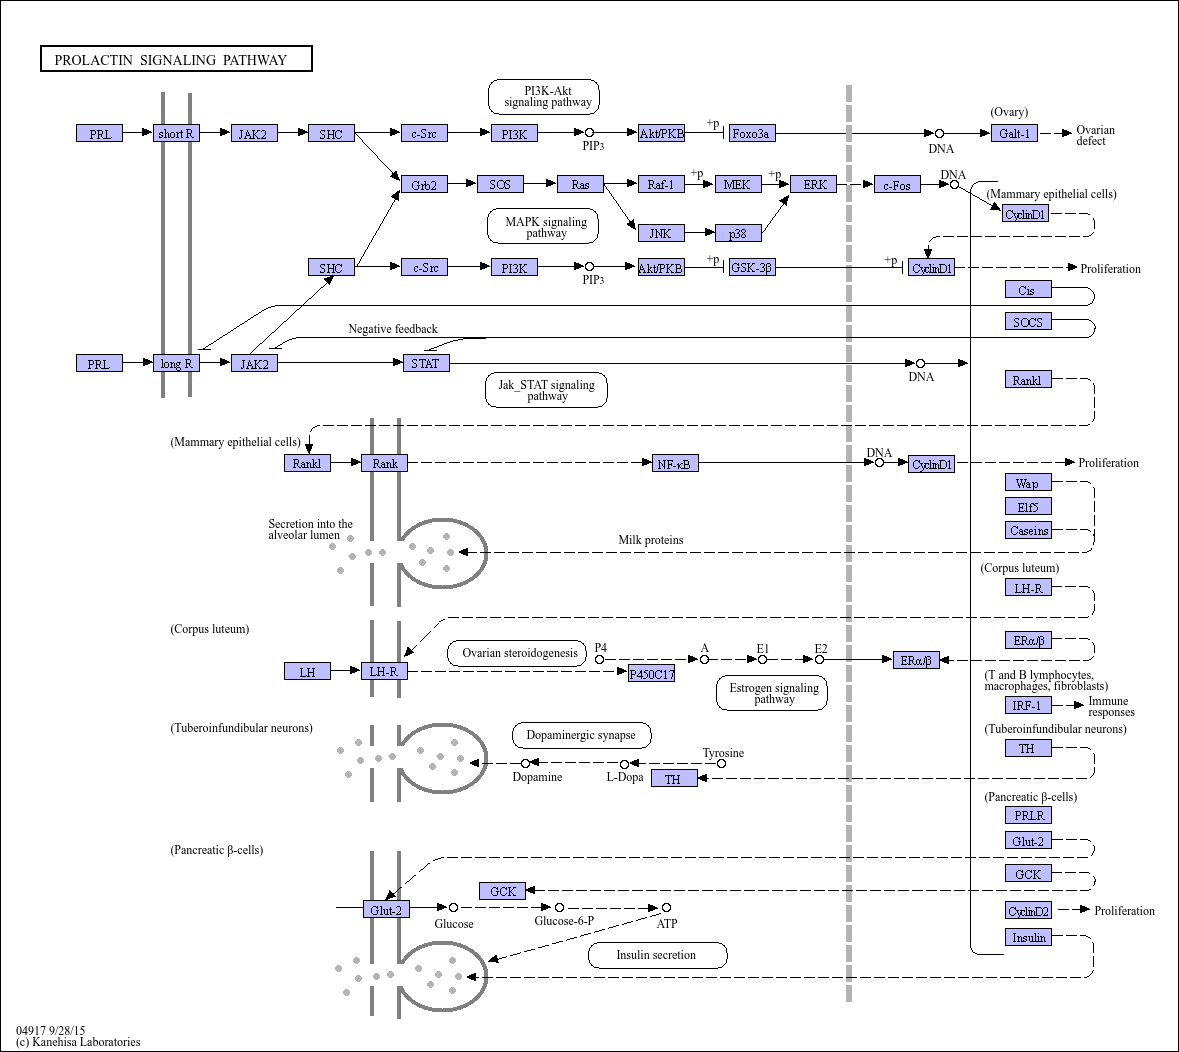 PROLACTIN SIGNALING PATHWAY
PI3K-Akt
signaling pathway
(Ovary)
PRL
short R
JAK2
SHC
c-Src
PI3K
PIP3
Akt/PKB
+p
Foxo3a
DNA
Galt-1
Ovarian
defect
Grb2
SOS
Ras
Raf-1
+p
MEK
+p
ERK
c-Fos
DNA
(Mammary epithelial cells)
CyclinD1
MAPK signaling
pathway
JNK
p38
SHC
c-Src
PI3K
PIP3
Akt/PKB
+p
GSK-3β
+p
CyclinD1
Proliferation
Cis
SOCS
Negative feedback
PRL
long R
JAK2
STAT
DNA
Jak_STAT signaling
pathway
Rankl
(Mammary epithelial cells)
Rankl
Rank
NF-κB
DNA
CyclinD1
Proliferation
Wap
Elf5
Caseins
Secretion into the
alveolar lumen
Milk proteins
(Corpus luteum)
LH-R
(Corpus luteum)
LH
LH-R
Ovarian steroidogenesis
P4
P450C17
A
E1
E2
ERα/β
ERα/β
Estrogen signaling
pathway
(T and B lymphocytes,
macrophages, fibroblasts)
IRF-1
Immune
responses
(Tuberoinfundibular neurons)
(Tuberoinfundibular neurons)
TH
Dopaminergic synapse
Dopamine
L-Dopa
Tyrosine
TH
(Pancreatic β-cells)
PRLR
Glut-2
GCK
CyclinD2
Proliferation
Insulin
(Pancreatic β-cells)
GCK
Glut-2
Glucose
Glucose-6-P
ATP
Insulin secretion
04917 9/28/15
(c) Kanehisa Laboratories